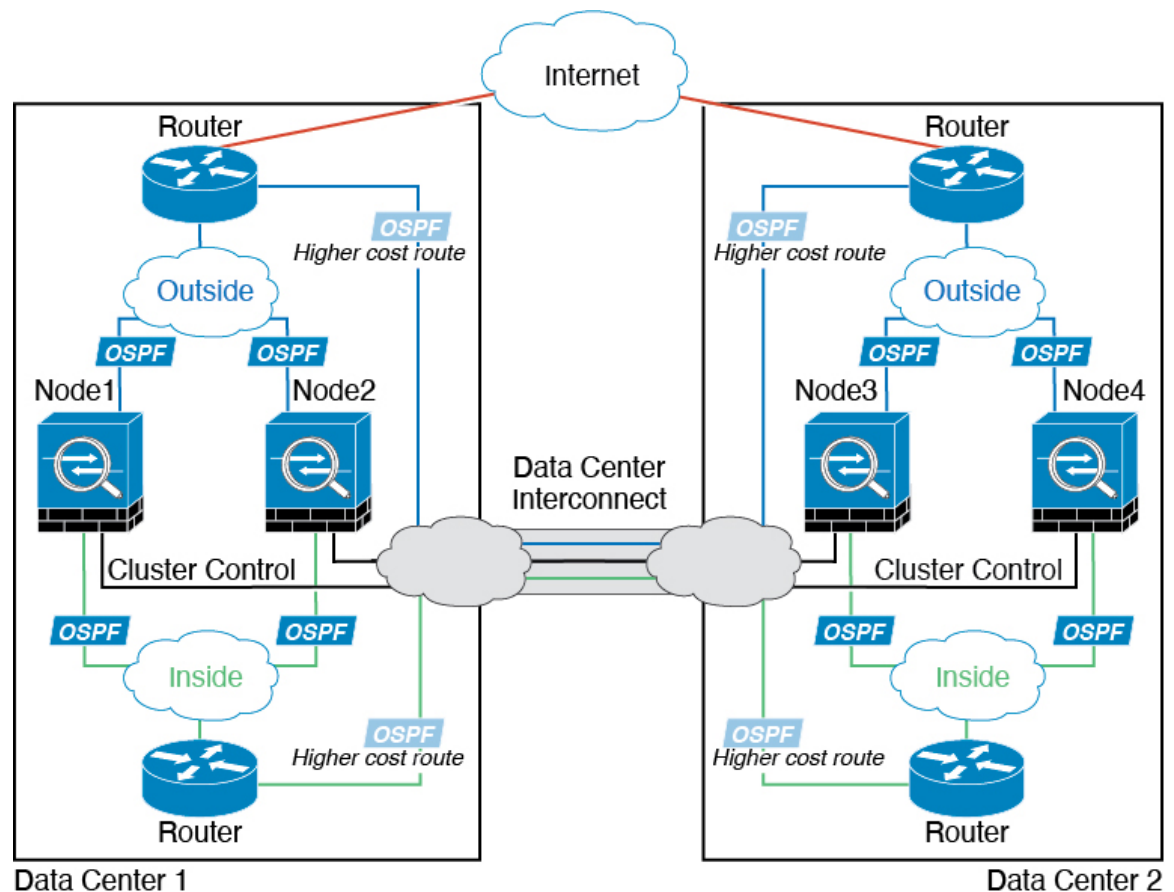 Internet
Router
Router
OSPF
Higher cost route
OSPF
Higher cost route
Outside
Outside
OSPF
OSPF
OSPF
OSPF
Node1
Node2
Node3
Node4
Data Center
Interconnect
Cluster Control
Cluster Control
OSPF
OSPF
OSPF
OSPF
Inside
Inside
OSPF
Higher cost route
OSPF
Higher cost route
Router
Router
Data Center 1
Data Center 2